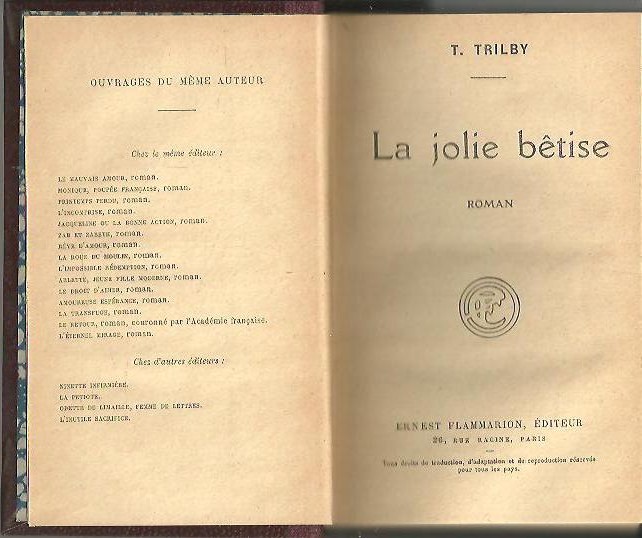 OUVRAGES DU MÊME AUTEUR
Chez le même éditeur :
LE MAUVAIS AMOUR, roman.
MONIQUE, POUPÉE FRANÇAISE, roman.
PRINTEMPS PERDU, roman.
L'INCOMPRISE, roman.
JACQUELINE OU LA BONNE ACTION, roman.
ZAB ET ZABETH, roman.
RÊVE D'AMOUR, roman.
LA ROUE DU MOULIN, roman.
L'IMPOSSIBLE RÉDEMPTION, roman.
ARLETTE, JEUNE FILLE MODERNE, roman.
LE DROIT D'AIMER, roman.
AMOUREUSE ESPÉRANCE, roman.
LA TRANSFUGE, roman.
LE RETOUR, roman, couronné par l'Académie française.
L'ÉTERNEL MIRAGE, roman.
Chez d'autres éditeurs :
NINETTE INFIRMIÈRE.
LA PETIOTE.
ODETTE DE LIMAILLE, FEMME DE LETTRES.
L'INUTILE SACRIFICE.
T. TRILBY
La jolie bêtise
ROMAN
ERNEST FLAMMARION, ÉDITEUR
26, RUE RACINE, PARIS
Tous droits de traduction, d'adaptation et de reproduction réservés
pour tous les pays.